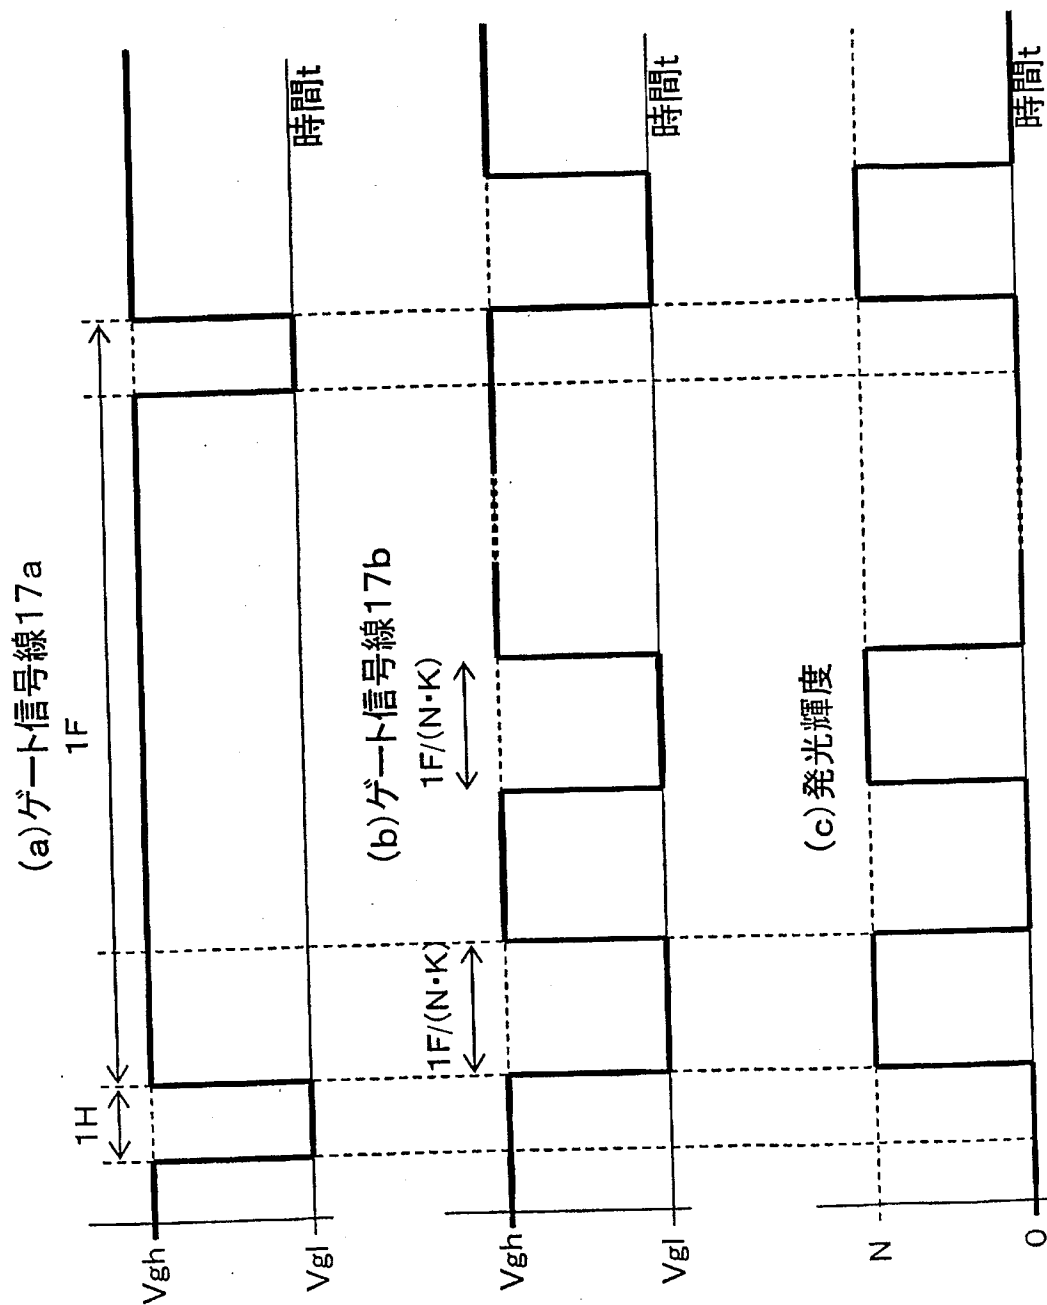 (a)ゲート信号線17a
1F
1H
Vgh
Vgl
時間t
(b)ゲート信号線17b
1F/(N·K)
1F/(N·K)
Vgh
Vgl
時間t
(c)発光輝度
N
0
時間t